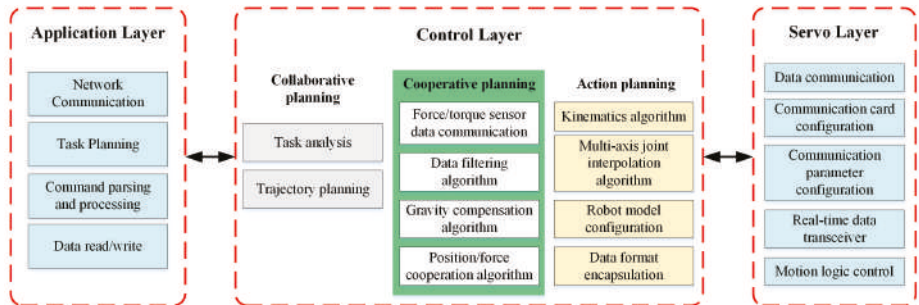 Application Layer
Network
Communication
Task Planning
Command parsing
and processing
Data read/write
Control Layer
Collaborative
planning
Task analysis
Trajectory planning
Cooperative planning
Force/torque sensor
data communication
Data filtering
algorithm
Gravity compensation
algorithm
Position/force
cooperation algorithm
Action planning
Kinematics algorithm
Multi-axis joint
interpolation
algorithm
Robot model
configuration
Data format
encapsulation
Servo Layer
Data communication
Communication card
configuration
Communication
parameter
configuration
Real-time data
transceiver
Motion logic control